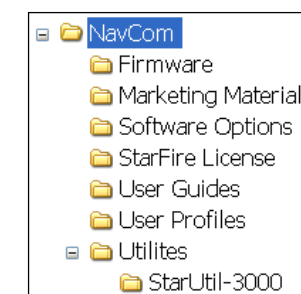 NavCom
Firmware
Marketing Material
Software Options
StarFire License
User Guides
User Profiles
Utilites
StarUtil-3000